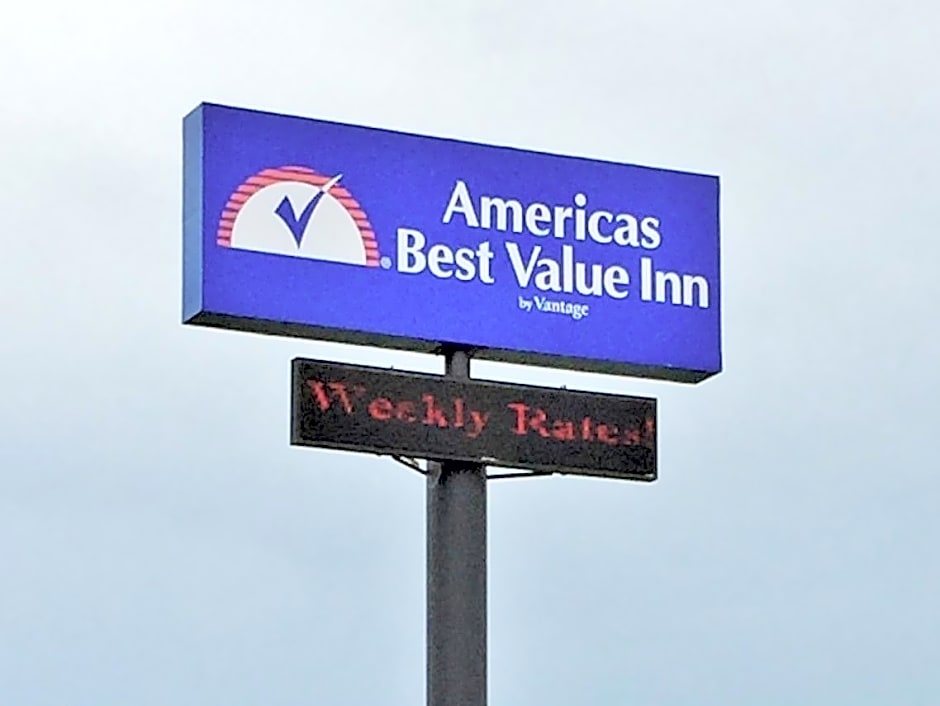 Americas
® Best Value Inn
by Vantage
Weekly Rates!